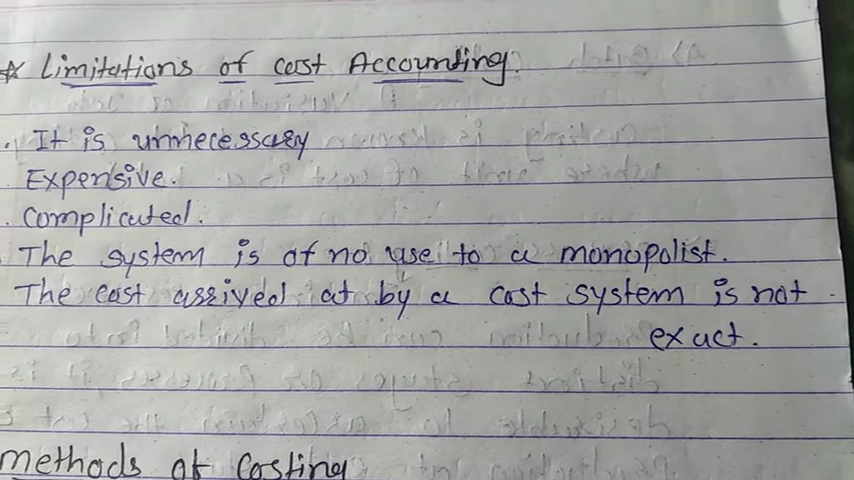 ☆ Limitations of cost Accounting.
. It is unnecessary
Expensive.
. Complicated.
. The system is of no use to a monopolist.
The cost arrived at by a cost system is not
exact.
methods of Costing